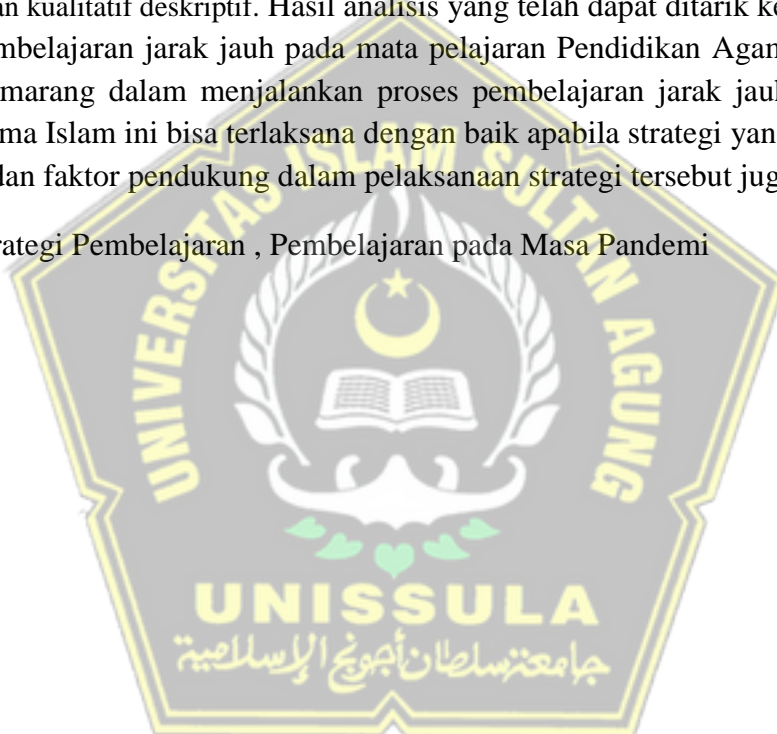 an kualitatif deskriptif. Hasil analisis yang telah dapat ditarik ke
mbelajaran jarak jauh pada mata pelajaran Pendidikan Agam
marang dalam menjalankan proses pembelajaran jarak jauh
ma Islam ini bisa terlaksana dengan baik apabila strategi yan
dan faktor pendukung dalam pelaksanaan strategi tersebut jug
rategi Pembelajaran , Pembelajaran pada Masa Pandemi
UNIVERSITAS ISLAM SULTAN AGUNG
UNISSULA
جامعة سلطان أجونج الإسلامية